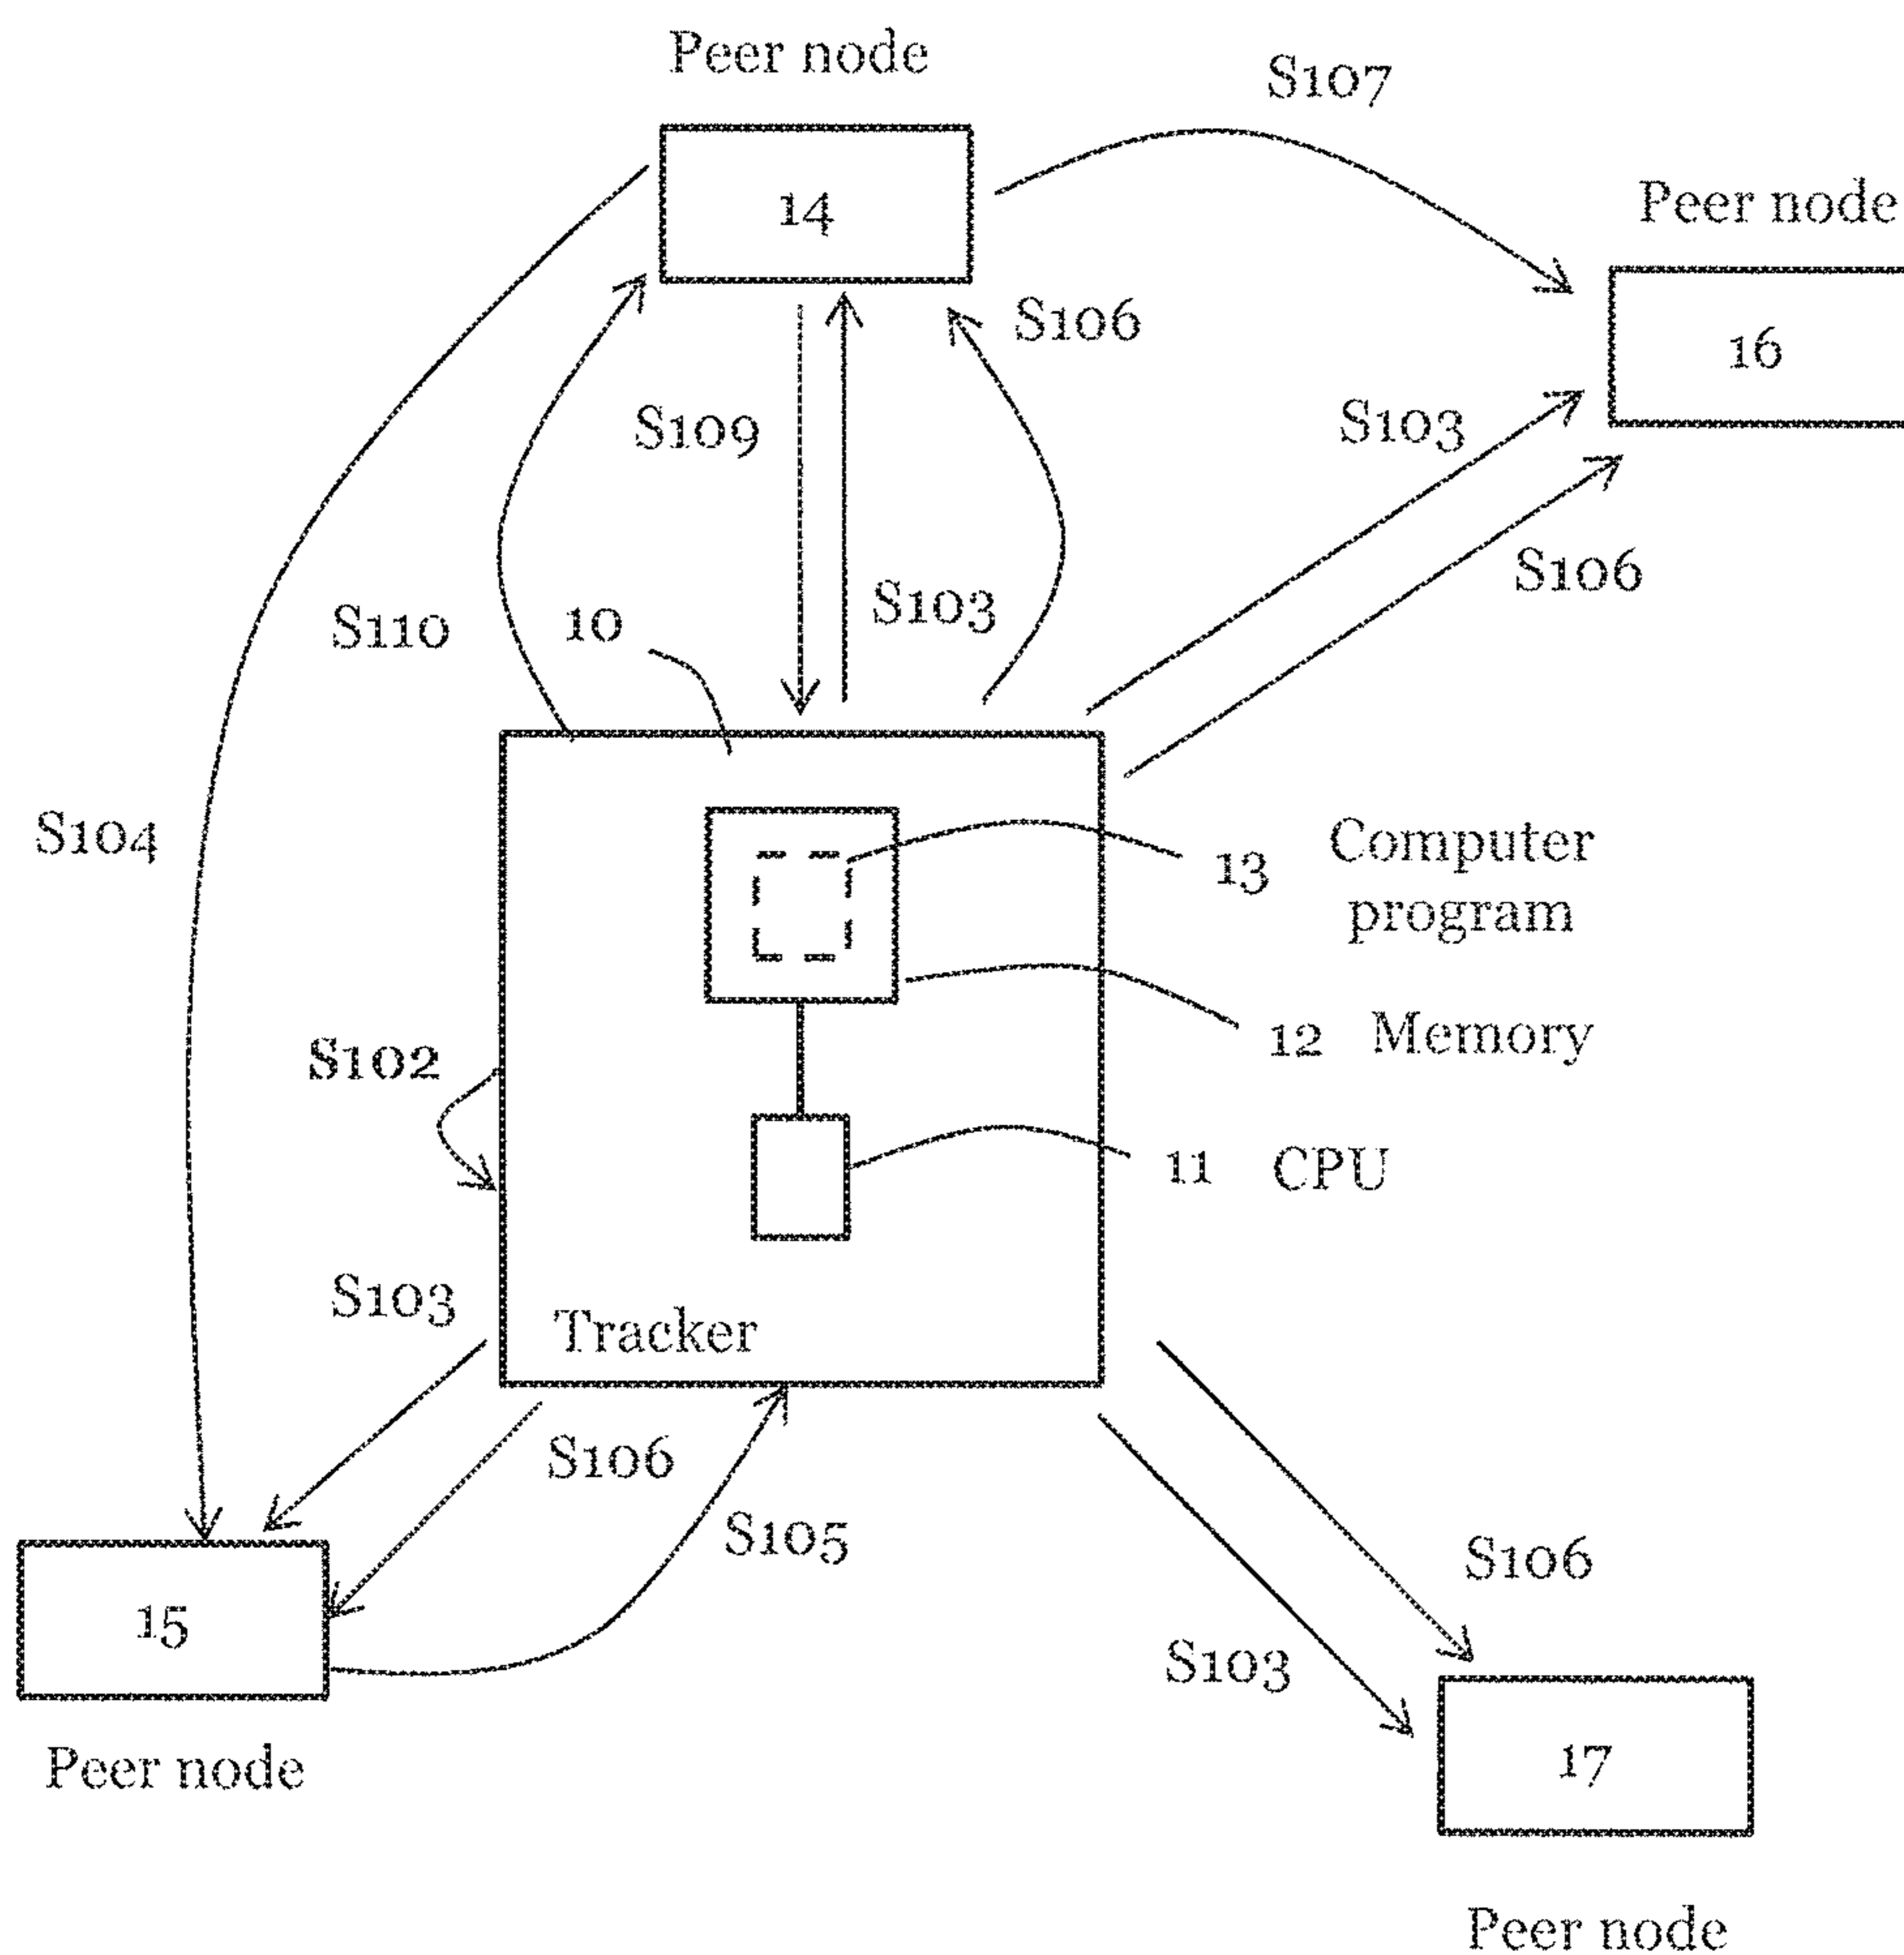 Peer node
S107
14
Peer node
S106
16
S109
S103
S106
S110
10
S103
S104
13
Computer
program
12 Memory
S102
11 CPU
S103
Tracker
S106
S105
S106
15
S103
17
Peer node
Peer node